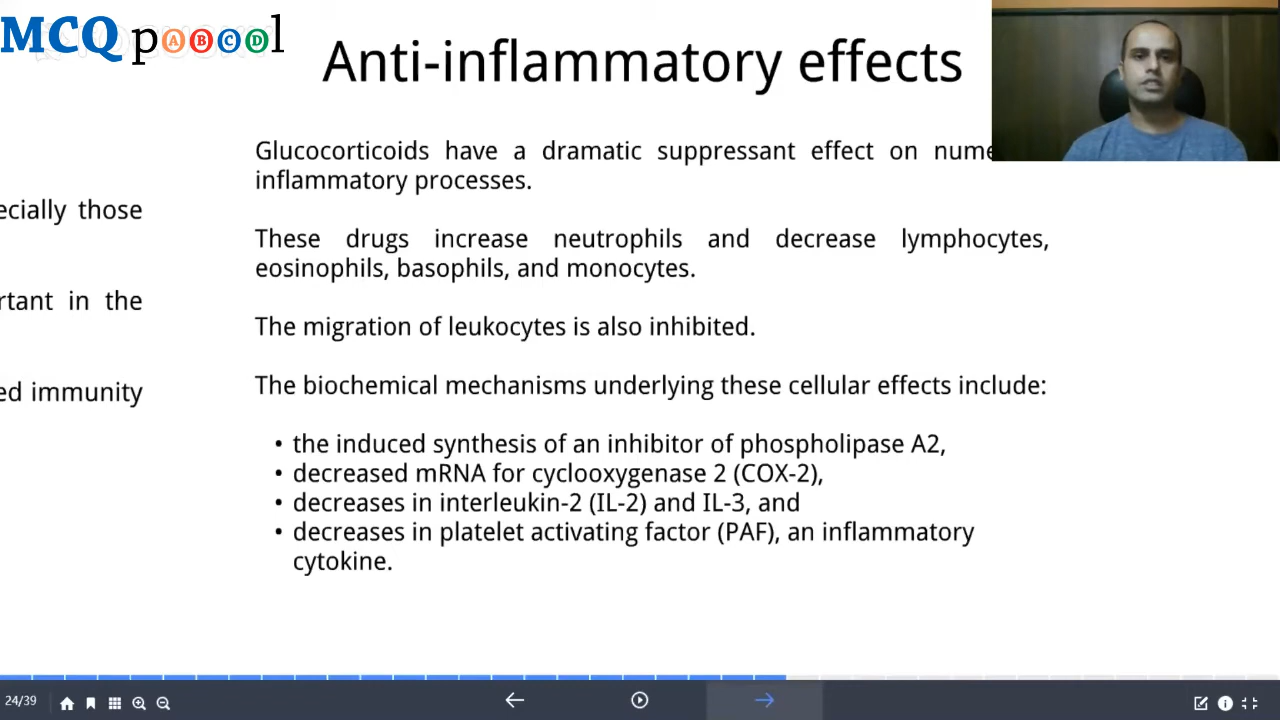 MCQ pABCDl
Anti-inflammatory effects
Glucocorticoids have a dramatic suppressant effect on
inflammatory processes.
ecially those
These drugs increase neutrophils and decrease lymphocytes,
eosinophils, basophils, and monocytes.
rtant in the
The migration of leukocytes is also inhibited.
ed immunity
The biochemical mechanisms underlying these cellular effects include:
• the induced synthesis of an inhibitor of phospholipase A2,
• decreased mRNA for cyclooxygenase 2 (COX-2),
• decreases in interleukin-2 (IL-2) and IL-3, and
• decreases in platelet activating factor (PAF), an inflammatory
cytokine.
24/39